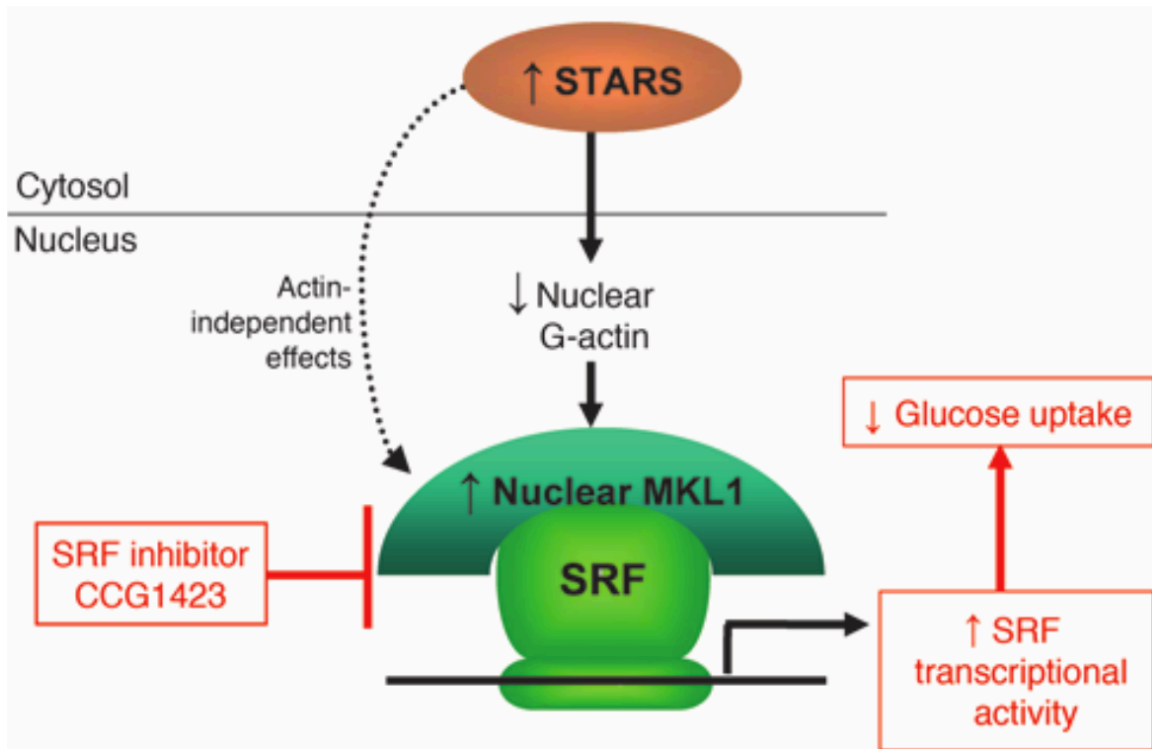 ↑ STARS
Cytosol
Nucleus
Actin-
independent
effects
↓ Nuclear
G-actin
↓ Glucose uptake
↑ Nuclear MKL1
SRF inhibitor
CCG1423
SRF
↑ SRF
transcriptional
activity